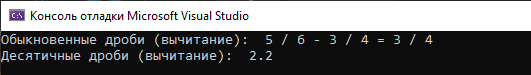 Консоль отладки Microsoft Visual Studio
Обыкновенные дроби (вычитание):  5 / 6 - 3 / 4 = 3 / 4
Десятичные дроби (вычитание):  2.2